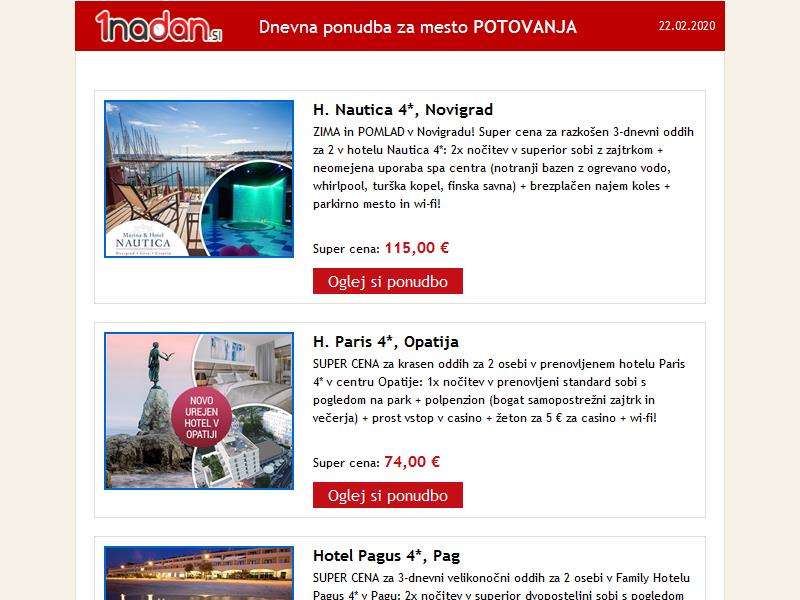 1nadan.si
Dnevna ponudba za mesto POTOVANJA
22.02.2020
H. Nautica 4*, Novigrad
ZIMA in POMLAD v Novigradu! Super cena za razkošen 3-dnevni oddih
za 2 v hotelu Nautica 4*: 2x nočitev v superior sobi z zajtrkom +
neomejena uporaba spa centra (notranji bazen z ogrevano vodo,
whirlpool, turška kopel, finska savna) + brezplačen najem koles +
parkirno mesto in wi-fi!
Marina & Hotel
NAUTICA
Novigrad • Istra • Croatia
Super cena: 115,00 €
Oglej si ponudbo
H. Paris 4*, Opatija
SUPER CENA za krasen oddih za 2 osebi v prenovljenem hotelu Paris
4* v centru Opatije: 1x nočitev v prenovljeni standard sobi s
pogledom na park + polpenzion (bogat samopostrežni zajtrk in
večerja) + prost vstop v casino + žeton za 5 € za casino + wi-fi!
NOVO
UREJEN
HOTEL V
OPATIJI
Super cena: 74,00 €
Oglej si ponudbo
Hotel Pagus 4*, Pag
SUPER CENA za 3-dnevni velikonočni oddih za 2 osebi v Family Hotelu
Pagus 4* v Pagu: 2x nočitev v superior dvoposteljni sobi s pogledom